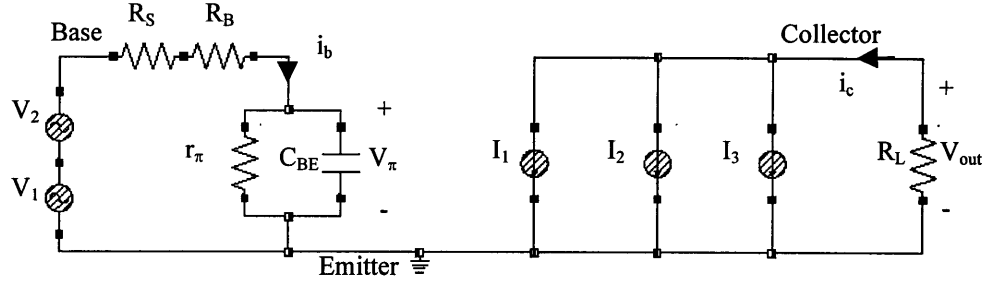 R_S R_B
Base
i_b
Collector
i_c
+
+
V_2
V_1
r_π
C_BE
V_π
I_1
I_2
I_3
R_L
V_out
-
-
Emitter